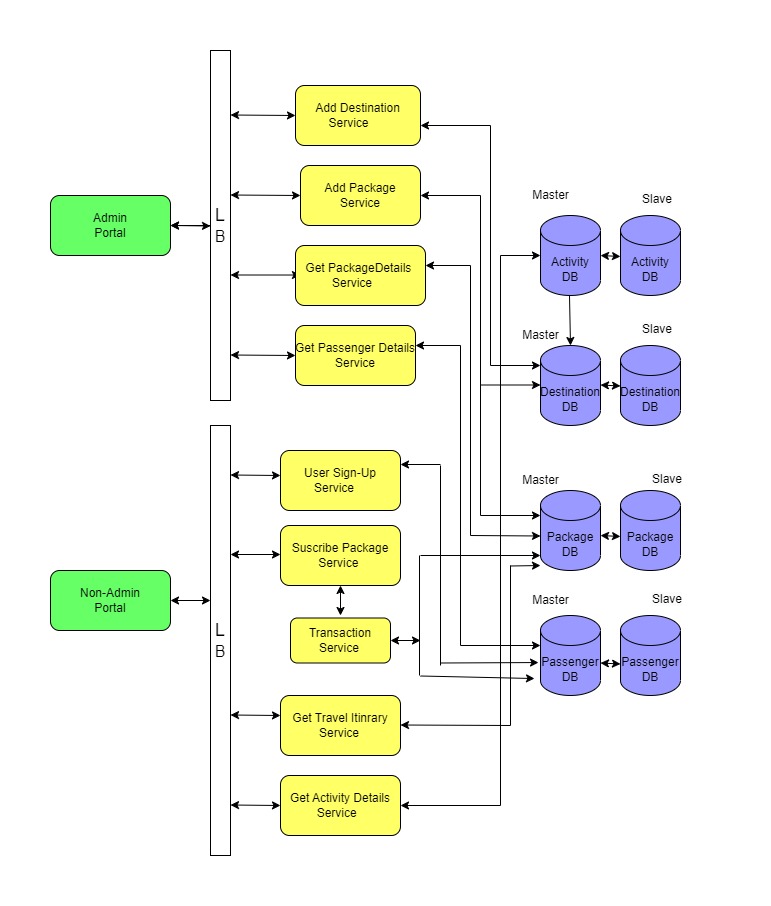 Add Destination
Service
Add Package
Service
Get PackageDetails
Service
Get Passenger Details
Service
Admin
Portal
L
B
Master
Slave
Activity
DB
Activity
DB
Master
Slave
Destination
DB
Destination
DB
User Sign-Up
Service
Suscribe Package
Service
Transaction
Service
Get Travel Itinrary
Service
Get Activity Details
Service
Non-Admin
Portal
L
B
Master
Slave
Package
DB
Package
DB
Master
Slave
Passenger
DB
Passenger
DB